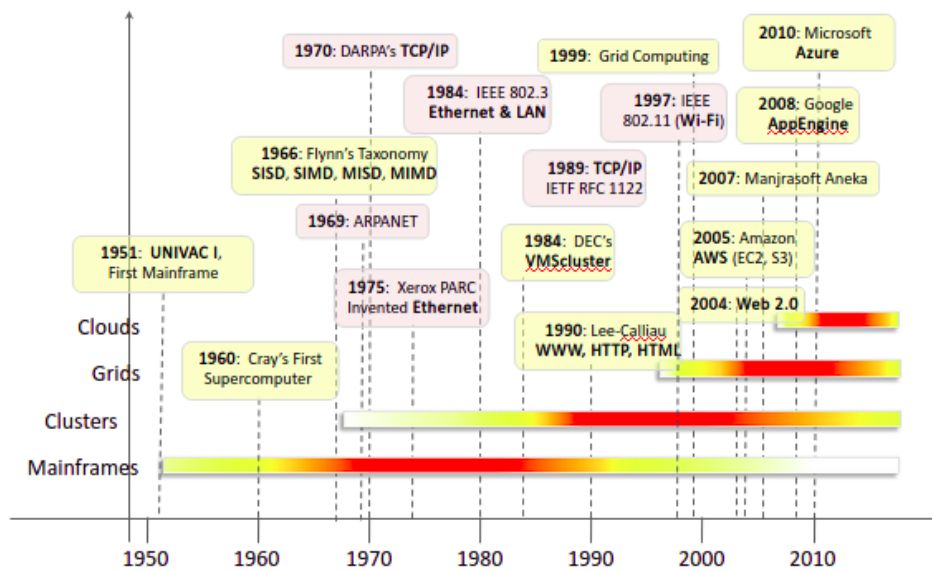 2010: Microsoft
Azure
1970: DARPA's TCP/IP
1999: Grid Computing
1984: IEEE 802.3
Ethernet & LAN
1997: IEEE
802.11 (Wi-Fi)
2008: Google
AppEngine
1966: Flynn's Taxonomy
SISD, SIMD, MISD, MIMD
1989: TCP/IP
IETF RFC 1122
2007: Manjrasoft Aneka
1969: ARPANET
1951: UNIVAC I,
First Mainframe
1984: DEC's
VMScluster
2005: Amazon
AWS (EC2, S3)
1975: Xerox PARC
Invented Ethernet
2004: Web 2.0
Clouds
1990: Lee-Calliau
WWW, HTTP, HTML
1960: Cray's First
Supercomputer
Grids
Clusters
Mainframes
1950 1960 1970 1980 1990 2000 2010